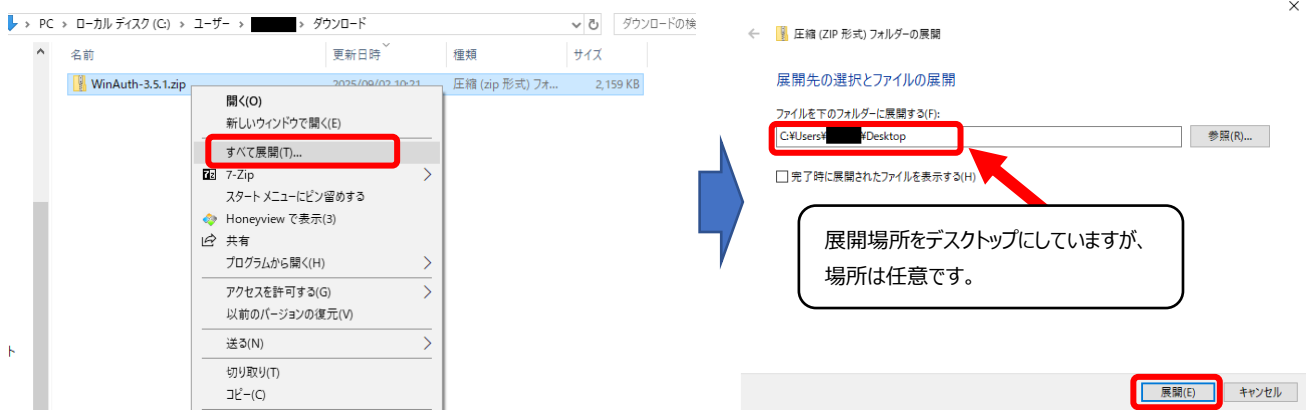 PC › ローカル ディスク (C:) › ユーザー › › ダウンロード
ダウンロードの検
名前 更新日時 種類 サイズ
WinAuth-3.5.1.zip 2025/09/02 10:21 圧縮 (zip 形式) フォ... 2,159 KB
開く(O)
新しいウィンドウで開く(E)
すべて展開(T)...
7-Zip
スタート メニューにピン留めする
Honeyview で表示(3)
共有
プログラムから開く(H)
アクセスを許可する(G)
以前のバージョンの復元(V)
送る(N)
切り取り(T)
コピー(C)
ト
圧縮 (ZIP 形式) フォルダーの展開
展開先の選択とファイルの展開
ファイルを下のフォルダーに展開する(F):
C:¥Users¥ ¥Desktop
参照(R)...
完了時に展開されたファイルを表示する(H)
展開場所をデスクトップにしていますが、
場所は任意です。
展開(E)
キャンセル